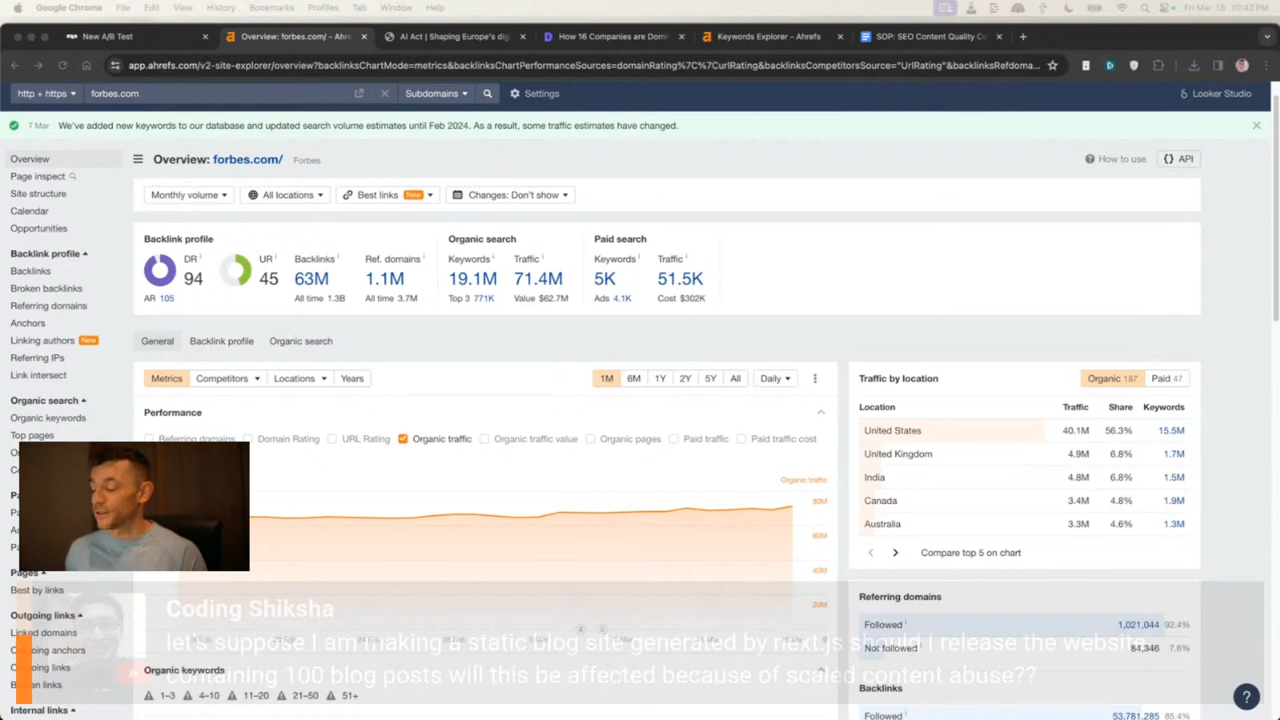 Google Chrome File Edit View History Bookmarks Profiles Tab Window Help Fri Mar 15 10:42 PM
New A/B Test Overview: forbes.com/ - Ahre AI Act | Shaping Europe's dig How 16 Companies are Dom Keywords Explorer - Ahrefs SOP: SEO Content Quality Co
app.ahrefs.com/v2-site-explorer/overview?backlinksChartMode=metrics&backlinksChartPerformanceSources=domainRating%7C%7CurlRating&backlinksCompetitorsSource="UrlRating"&backlinksRefdoma...
http + https forbes.com Subdomains Settings Looker Studio
7 Mar We've added new keywords to our database and updated search volume estimates until Feb 2024. As a result, some traffic estimates have changed.
Overview
Page inspect
Site structure
Calendar
Opportunities
Backlink profile
Backlinks
Broken backlinks
Referring domains
Anchors
Linking authors New
Referring IPs
Link intersect
Organic search
Organic keywords
Top pages
Pages
Best by links
Outgoing links
Linked domains
Internal links
Overview: forbes.com/ Forbes How to use {} API
Monthly volume All locations Best links New Changes: Don't show
Backlink profile Organic search Paid search
DR 94 UR 45 Backlinks 63M Ref. domains 1.1M Keywords 19.1M Traffic 71.4M Keywords 5K Traffic 51.5K
AR 105 All time 1.3B All time 3.7M Top 3 771K Value $62.7M Ads 4.1K Cost $302K
General Backlink profile Organic search
Metrics Competitors Locations Years 1M 6M 1Y 2Y 5Y All Daily
Performance
Referring domains Domain Rating URL Rating Organic traffic Organic traffic value Organic pages Paid traffic Paid traffic cost
Organic traffic
80M
60M
40M
20M
0
Organic keywords
1–3 4–10 11–20 21–50 51+
Traffic by location Organic 187 Paid 47
Location Traffic Share Keywords
United States 40.1M 56.3% 15.5M
United Kingdom 4.9M 6.8% 1.7M
India 4.8M 6.8% 1.5M
Canada 3.4M 4.8% 1.9M
Australia 3.3M 4.6% 1.3M
Compare top 5 on chart
Referring domains
Followed 1,021,044 92.4%
Not followed 84,346 7.6%
Backlinks
Followed 53,781,285 85.4%
Coding Shiksha
let's suppose I am making a static blog site generated by next.js should I release the website
containing 100 blog posts will this be affected because of scaled content abuse??
?